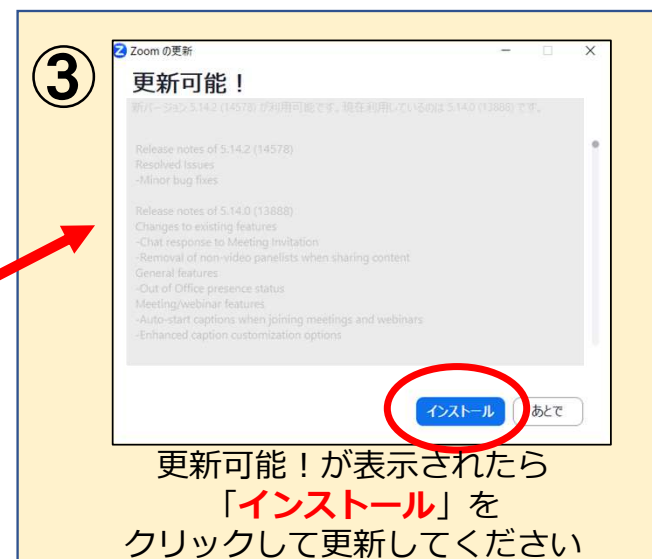 ③
Zoom の更新
更新可能！
新バージョン 5.14.2 (14578) が利用可能です。現在利用しているのは 5.14.0 (13888) です。
Release notes of 5.14.2 (14578)
Resolved Issues
-Minor bug fixes
Release notes of 5.14.0 (13888)
Changes to existing features
-Chat response to Meeting Invitation
-Removal of non-video panelists when sharing content
General features
-Out of Office presence status
Meeting/webinar features
-Auto-start captions when joining meetings and webinars
-Enhanced caption customization options
インストール あとで
更新可能！が表示されたら
「インストール」を
クリックして更新してください